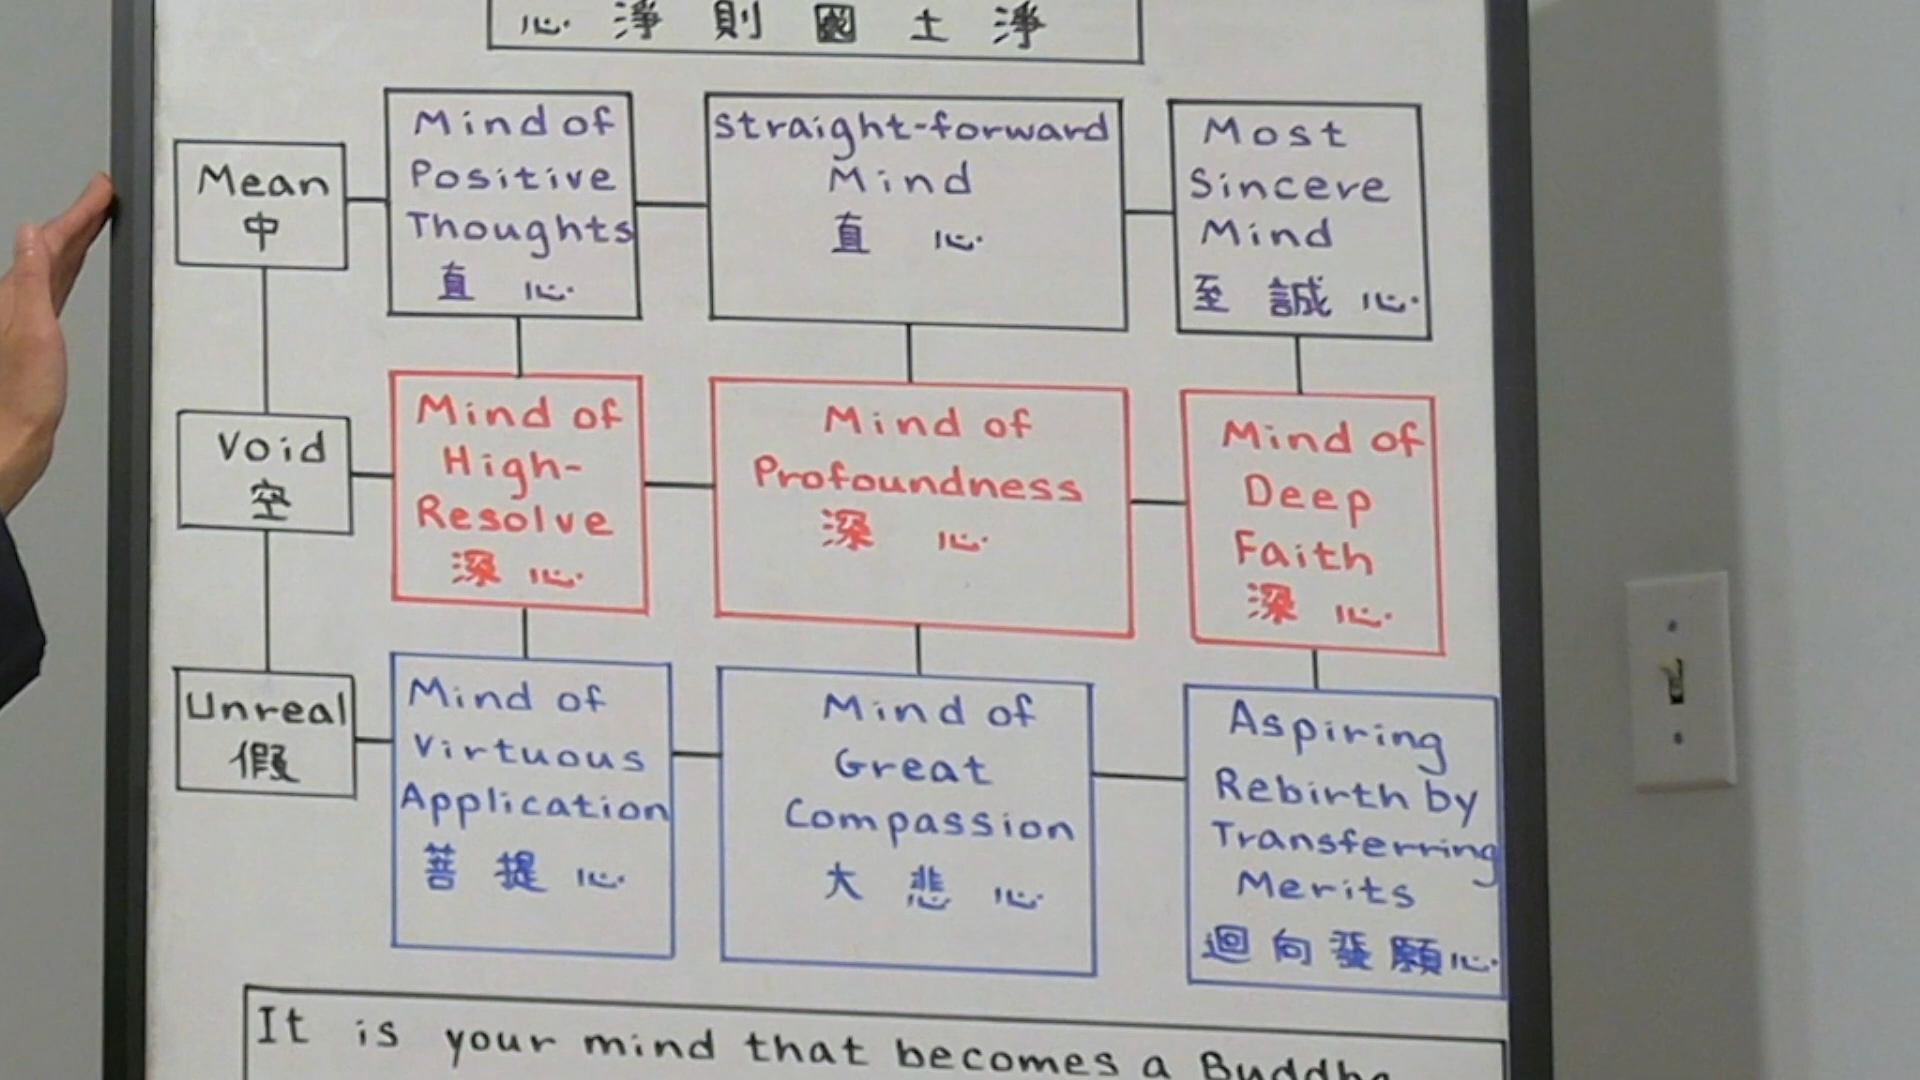 心 淨 則 國 土 淨
Mean
中
Mind of
Positive
Thoughts
直 心
straight-forward
Mind
直 心
Most
Sincere
Mind
至 誠 心
Void
空
Mind of
High-
Resolve
深 心
Mind of
Profoundness
深 心
Mind of
Deep
Faith
深 心
Unreal
假
Mind of
Virtuous
Application
菩 提 心
Mind of
Great
Compassion
大 悲 心
Aspiring
Rebirth by
Transferring
Merits
迴 向 發 願 心
It is your mind that becomes a Buddha